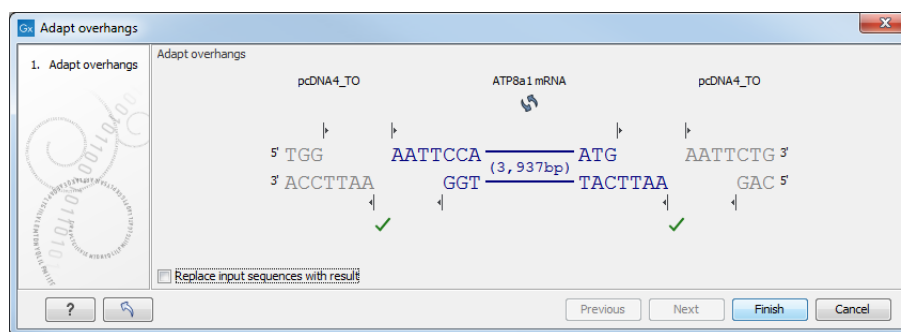 Gx Adapt overhangs
X
1. Adapt overhangs
Adapt overhangs
pcDNA4_TO ATP8a1 mRNA pcDNA4_TO
5' TGG AATTCCA ATG AATTCTG 3'
(3,937bp)
3' ACCTTAA GGT TACTTAA GAC 5'
Replace input sequences with result
? Previous Next Finish Cancel